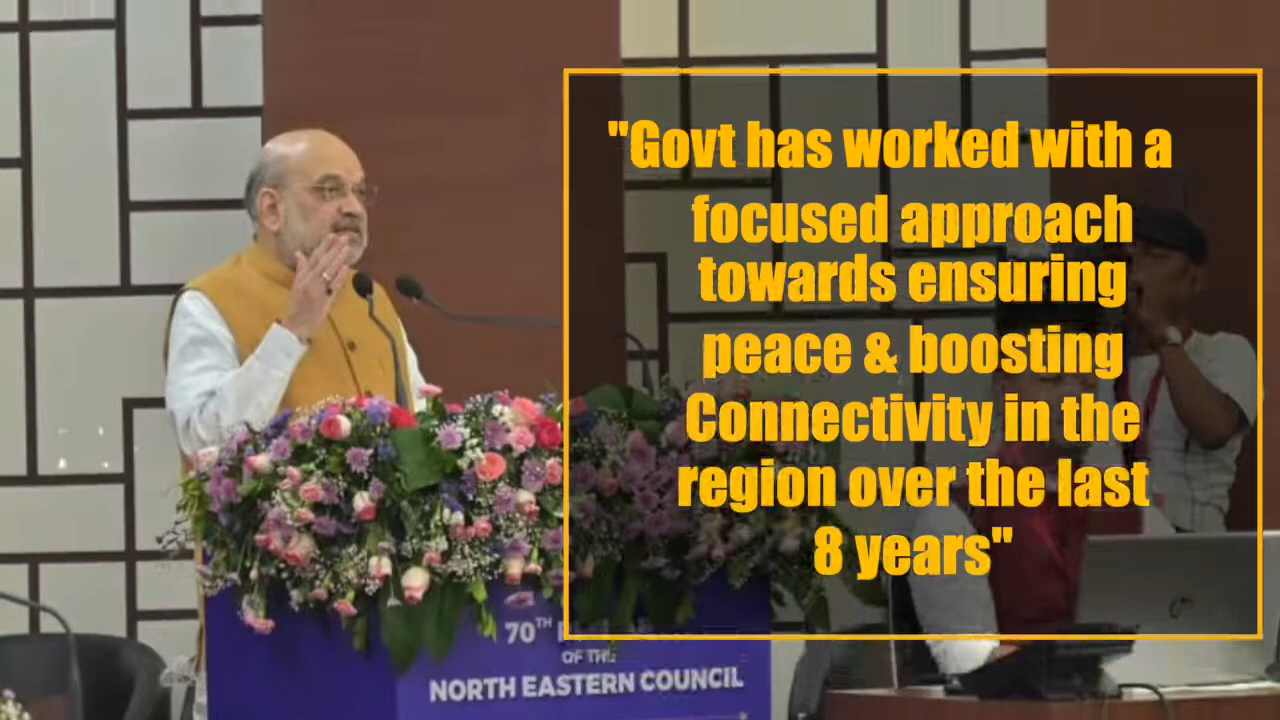 "Govt has worked with a
focused approach
towards ensuring
peace & boosting
Connectivity in the
region over the last
8 years"
70TH
OF THE
NORTH EASTERN COUNCIL